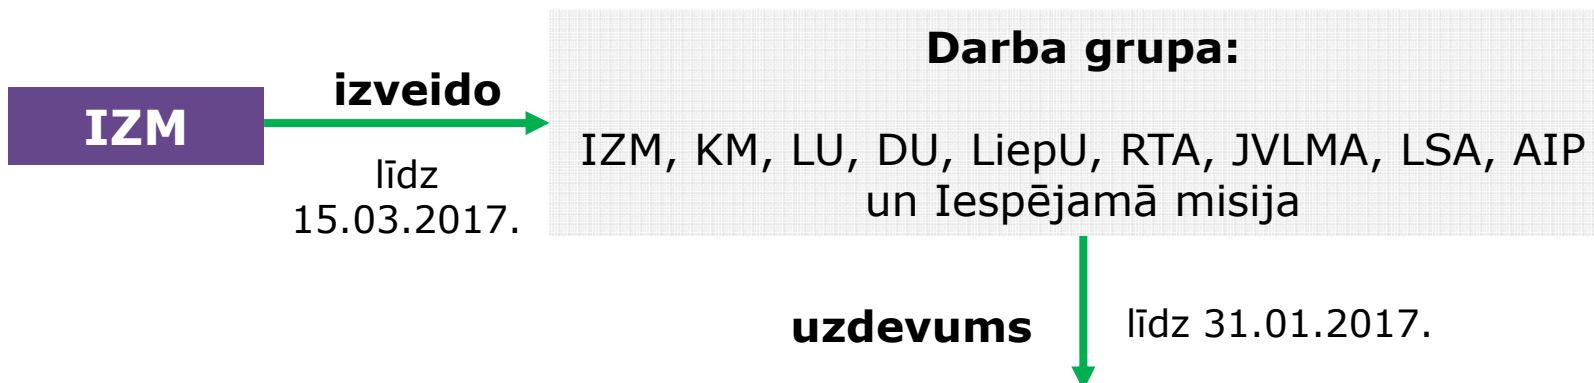 Darba grupa:
izveido
IZM
IZM, KM, LU, DU, LiepU, RTA, JVLMA, LSA, AIP
un Iespējamā misija
līdz
15.03.2017.
uzdevums
līdz 31.01.2017.